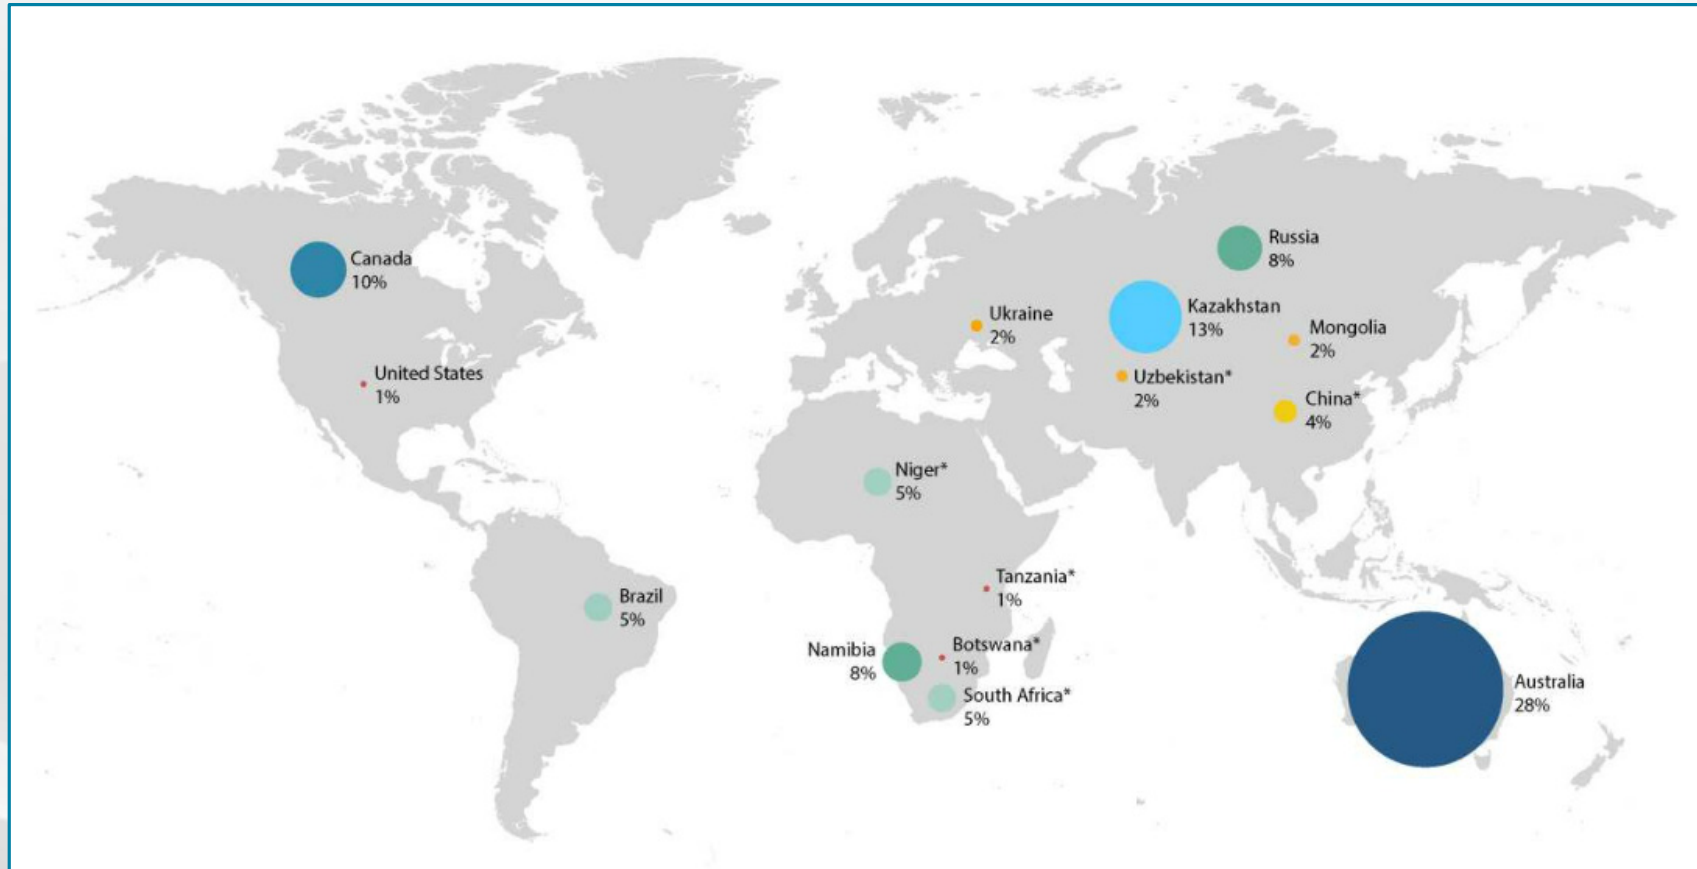 Canada
10%
United States
1%
Brazil
5%
Russia
8%
Kazakhstan
13%
Ukraine
2%
Mongolia
2%
Uzbekistan*
2%
China*
4%
Niger*
5%
Tanzania*
1%
Namibia
8%
Botswana*
1%
South Africa*
5%
Australia
28%